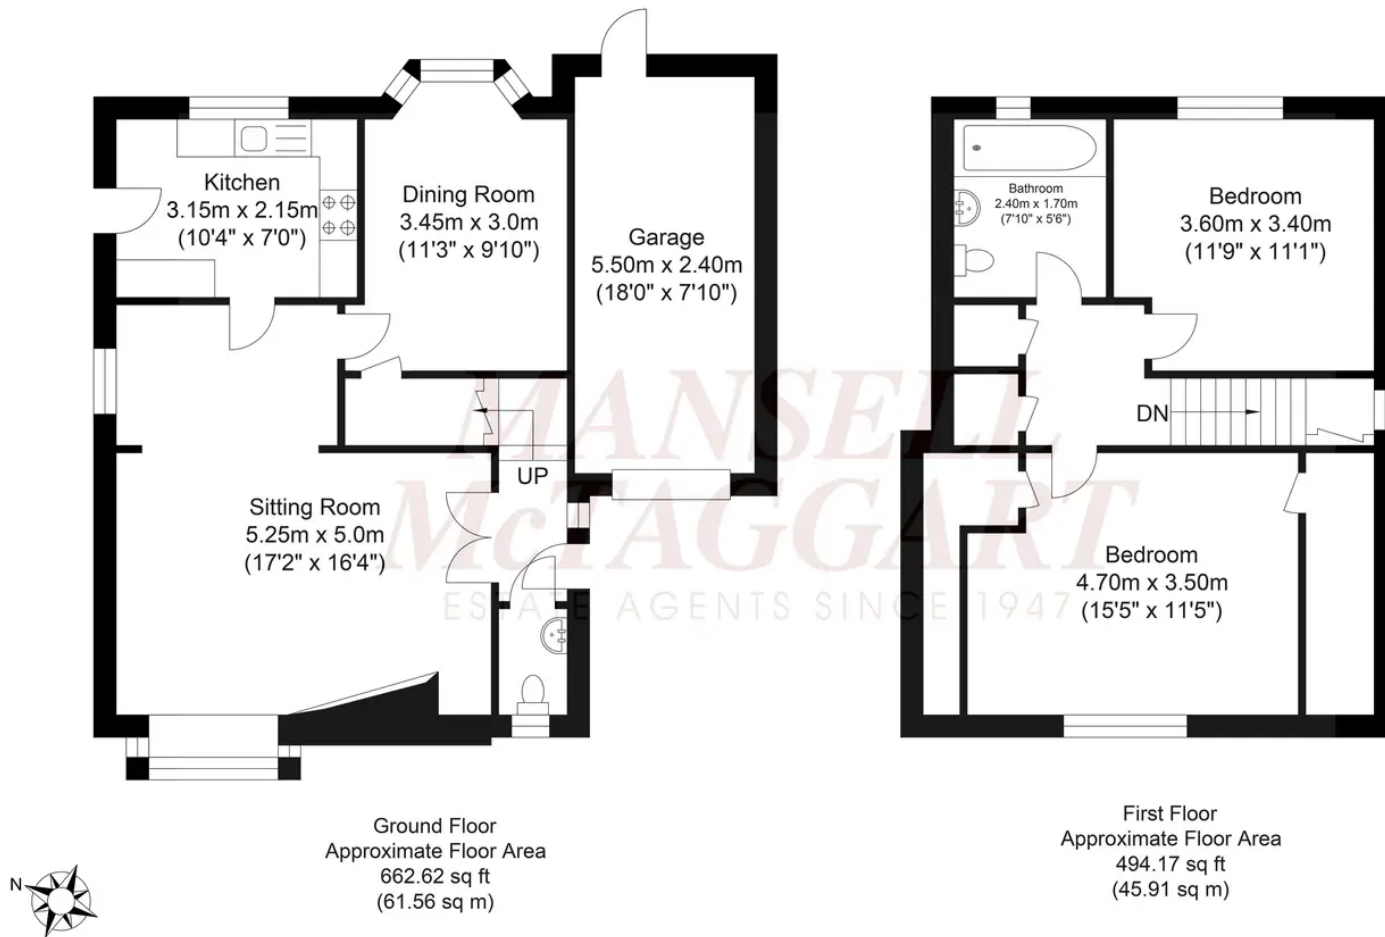 Kitchen
3.15m x 2.15m
(10'4" x 7'0")
Dining Room
3.45m x 3.0m
(11'3" x 9'10")
Garage
5.50m x 2.40m
(18'0" x 7'10")
UP
Sitting Room
5.25m x 5.0m
(17'2" x 16'4")
Bathroom
2.40m x 1.70m
(7'10" x 5'6")
Bedroom
3.60m x 3.40m
(11'9" x 11'1")
DN
Bedroom
4.70m x 3.50m
(15'5" x 11'5")
MANSELL
McTAGGART
ESTATE AGENTS SINCE 1947
Ground Floor
Approximate Floor Area
662.62 sq ft
(61.56 sq m)
First Floor
Approximate Floor Area
494.17 sq ft
(45.91 sq m)
N